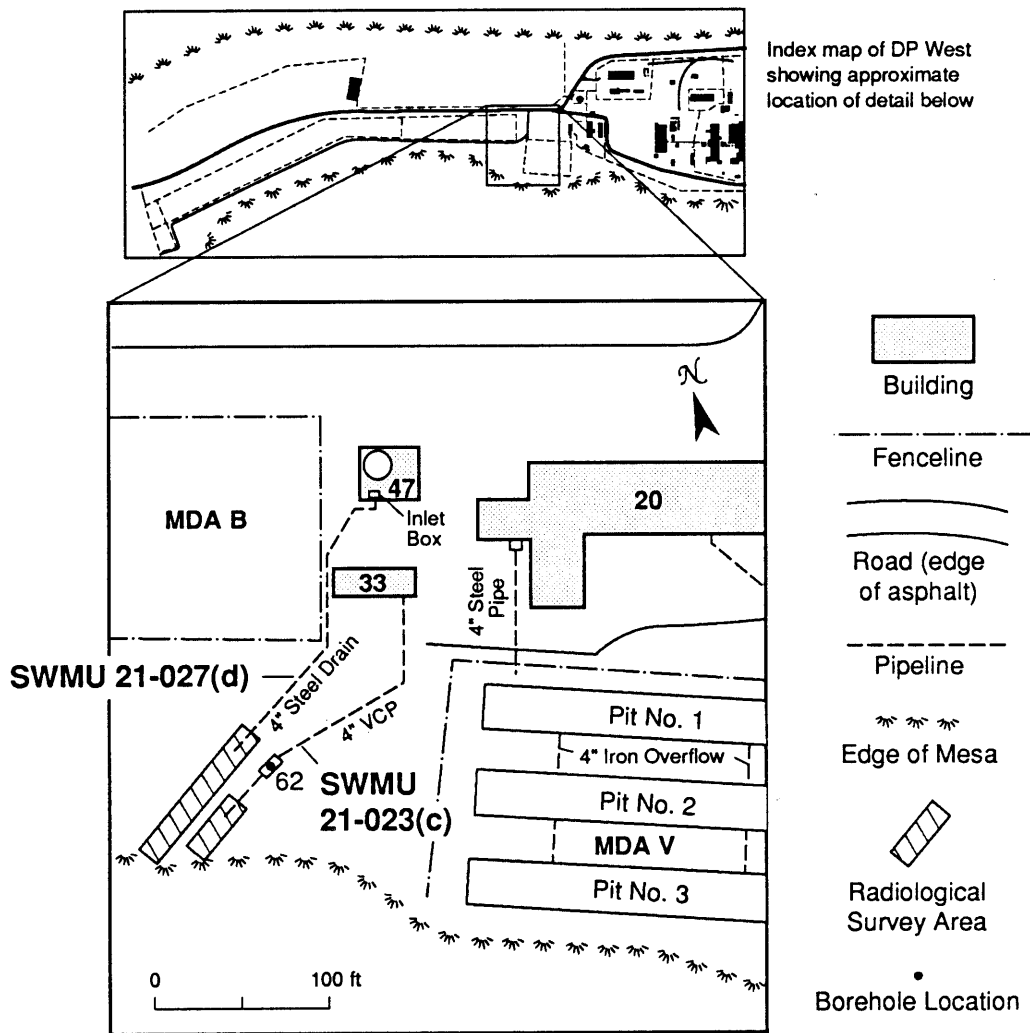 Index map of DP West
showing approximate
location of detail below
N
MDA B
47
Inlet
Box
20
33
4" Steel
Pipe
SWMU 21-027(d)
4" Steel Drain
4" VCP
62
SWMU
21-023(c)
Pit No. 1
4" Iron Overflow
Pit No. 2
MDA V
Pit No. 3
0
100 ft
Building
Fenceline
Road (edge
of asphalt)
Pipeline
Edge of Mesa
Radiological
Survey Area
Borehole Location